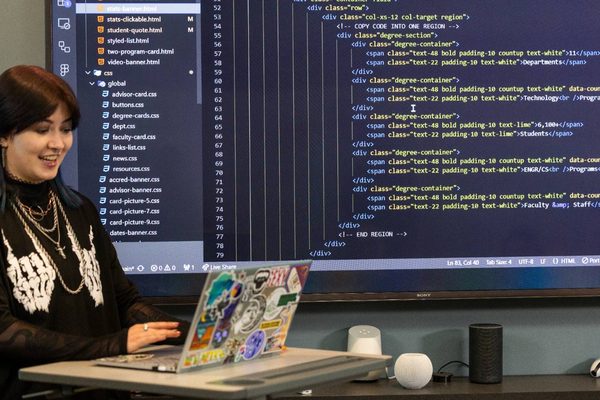 stats-banner.html
stats-clickable.html M
student-quote.html M
styled-list.html
two-program-card.html
video-banner.html
css
global
advisor-card.css
buttons.css
degree-cards.css
dept.css
faculty-card.css
links-list.css
news.css
resources.css
accred-banner.css
advisor-banner.css
card-picture-5.css
card-picture-7.css
card-picture-9.css
dates-banner.css
51 <div class="row">
52 <div class="col-xs-12 col-target region">
53 <!-- COPY CODE INTO ONE REGION -->
54 <div class="degree-section">
55 <div class="degree-container">
56 <span class="text-48 bold padding-10 countup text-white">11</span>
57 <span class="text-22 padding-10 text-white">Departments</span>
58 </div>
59 <div class="degree-container">
60 <span class="text-48 bold padding-10 countup text-white" data-coun
61 <span class="text-22 padding-10 text-white">Technology<br />Progra
62 </div>
63 <div class="degree-container">
64 <span class="text-48 bold padding-10 text-lime">6,100+</span>
65 <span class="text-22 padding-10 text-lime">Students</span>
66 </div>
67 <div class="degree-container">
68 <span class="text-48 bold padding-10 countup text-white" data-cou
69 <span class="text-22 padding-10 text-white">ENGR/CS<br />Programs<
70 </div>
71 <div class="degree-container">
72 <span class="text-48 bold padding-10 countup text-white" data-cou
73 <span class="text-22 padding-10 text-white">Faculty &amp; Staff</s
74 </div>
75 </div>
76 <!-- END REGION -->
77 </div>
78 </div>
79 </div>
main* 0 1 Live Share Ln 83, Col 40 Tab Size: 4 UTF-8 LF HTML Port
SONY